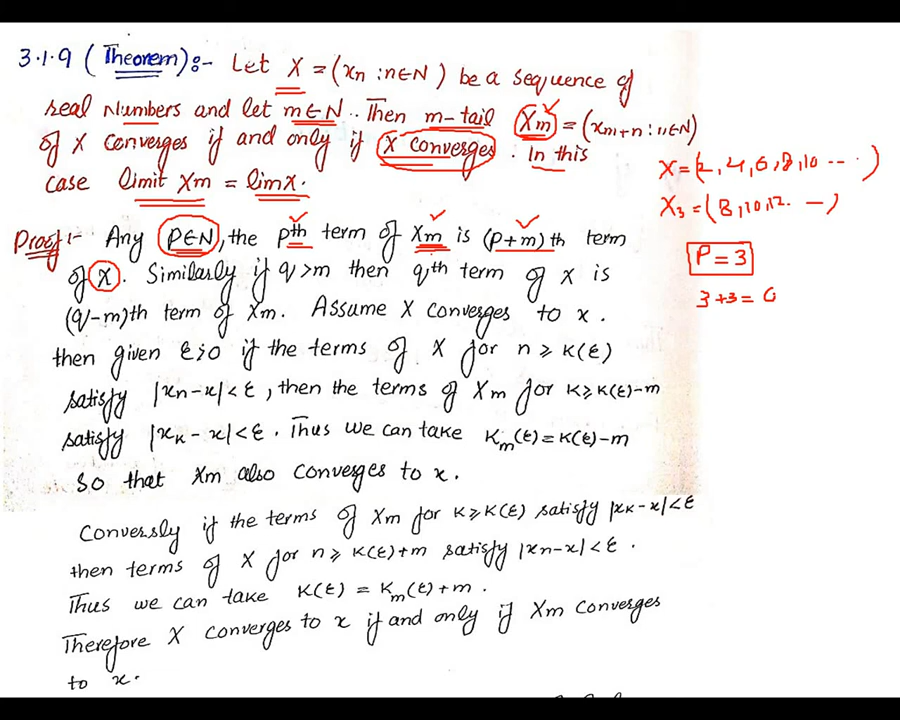 3.1.9 (Theorem):- Let X = (xn : n∈N) be a sequence of
real Numbers and let m∈N. Then m-tail Xm = (xm+n : n∈N)
of X Converges if and only if X converges. In this
case limit Xm = limx.
X = (2, 4, 6, 8, 10 --- )
X3 = (8, 10, 12. — )
P = 3
3+3 = 6
Proof:- Any P∈N, the pth term of Xm is (P+m)th term
of X. Similarly if q>m then qth term of X is
(q-m)th term of Xm. Assume X converges to x.
then given ε>0 if the terms of X for n ≥ K(ε)
satisfy |xn-x|<ε, then the terms of Xm for K≥K(ε)-m
satisfy |xK-x|<ε. Thus we can take Km(ε)=K(ε)-m
So that Xm also converges to x.
Conversly if the terms of Xm for K≥K(ε) satisfy |xK-x|<ε
then terms of X for n≥ K(ε)+m satisfy |xn-x|<ε.
Thus we can take K(ε) = Km(ε)+m.
Therefore X converges to x if and only if Xm converges
to x.